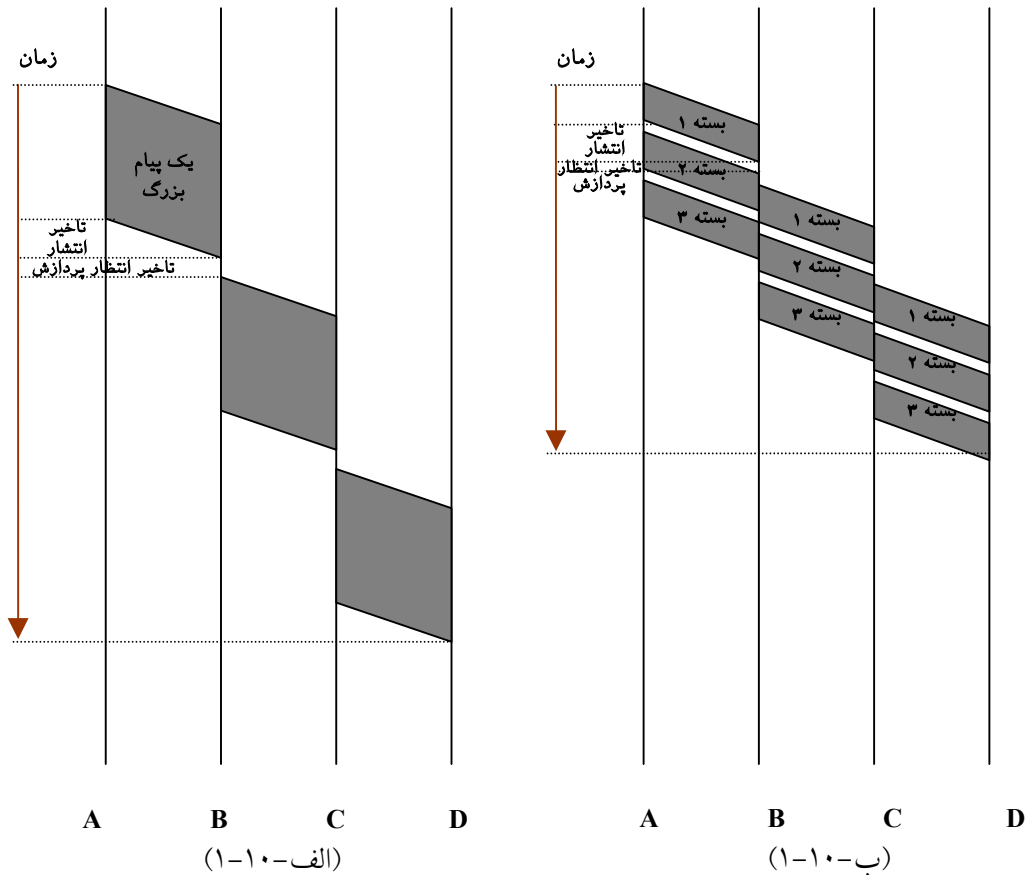 زمان
یک پیام
بزرگ
تاخیر
انتشار
تاخیر انتظار پردازش
A B C D
(الف-۱۰-۱)
زمان
تاخیر
انتشار
تاخیر انتظار
پردازش
بسته ۱
بسته ۲
بسته ۳
بسته ۱
بسته ۲
بسته ۳
بسته ۱
بسته ۲
بسته ۳
A B C D
(ب-۱۰-۱)